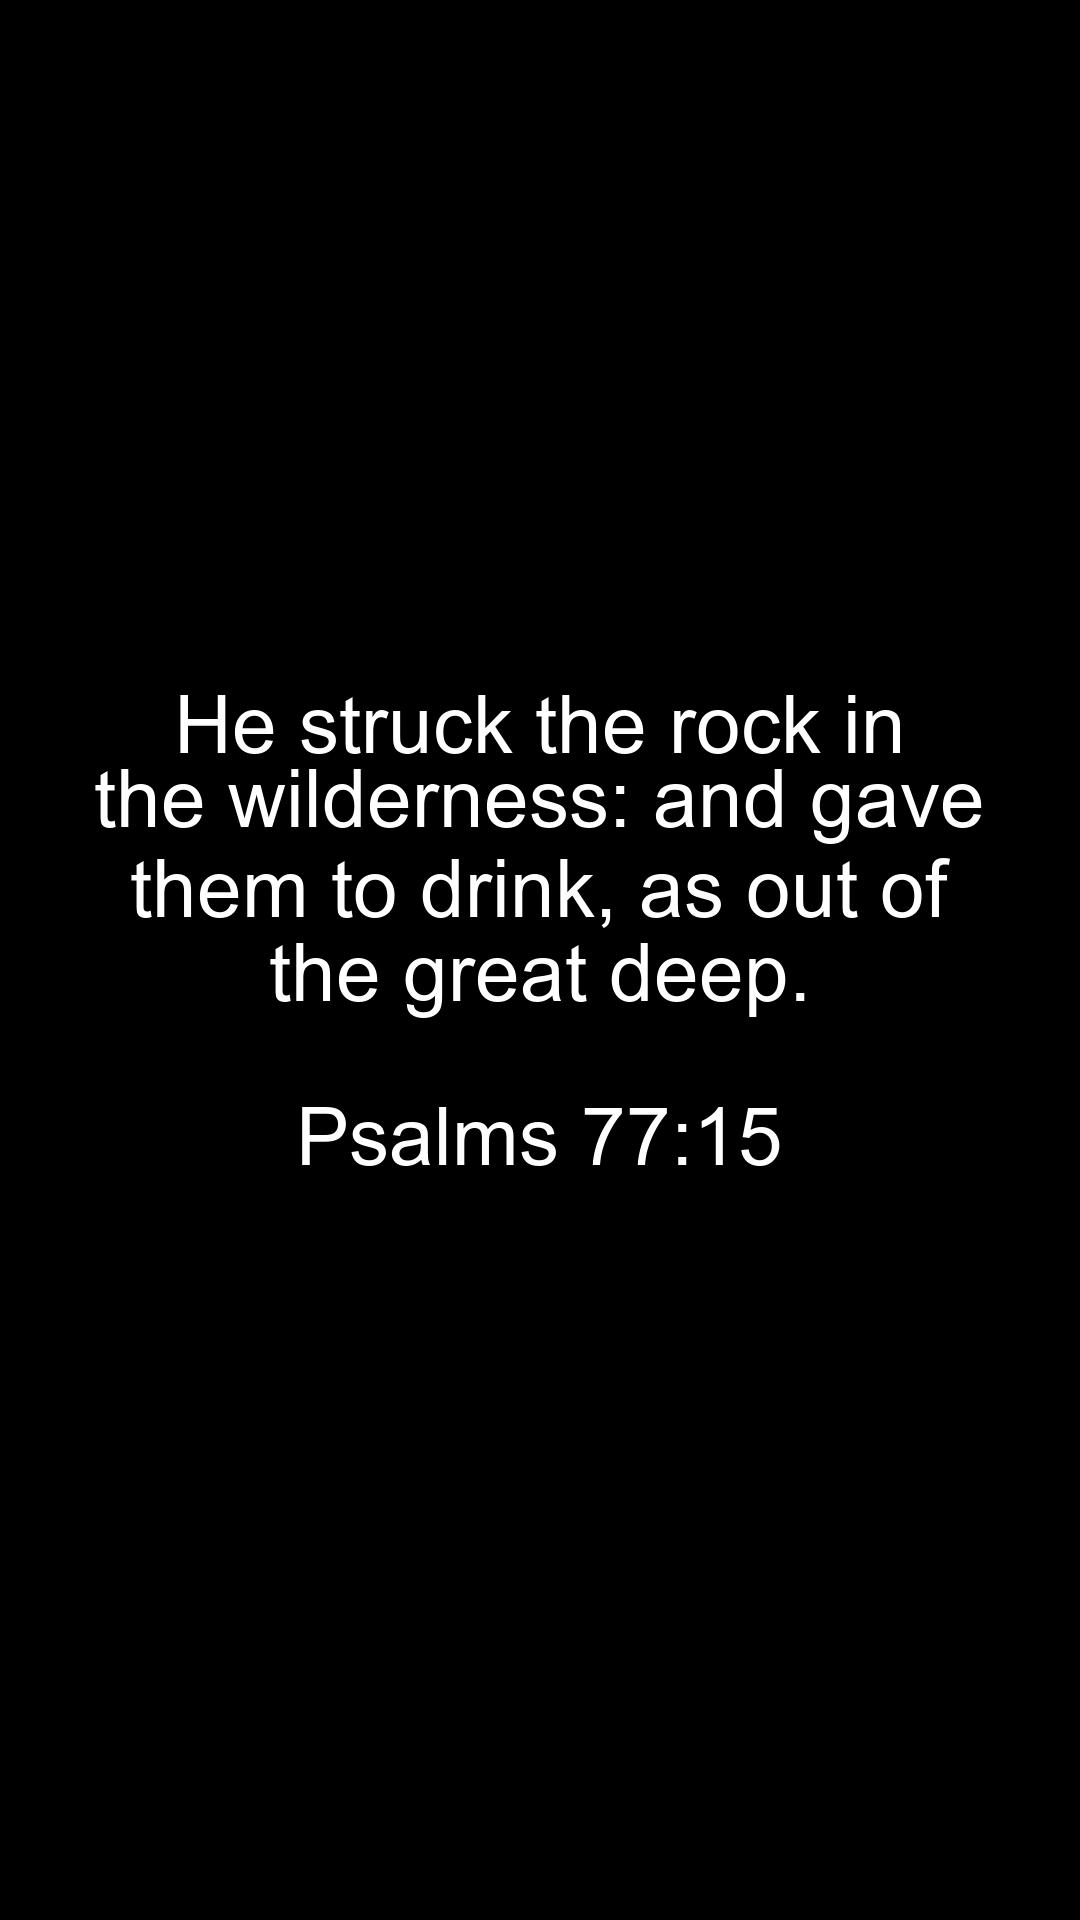 He struck the rock in
the wilderness: and gave
them to drink, as out of
the great deep.
Psalms 77:15